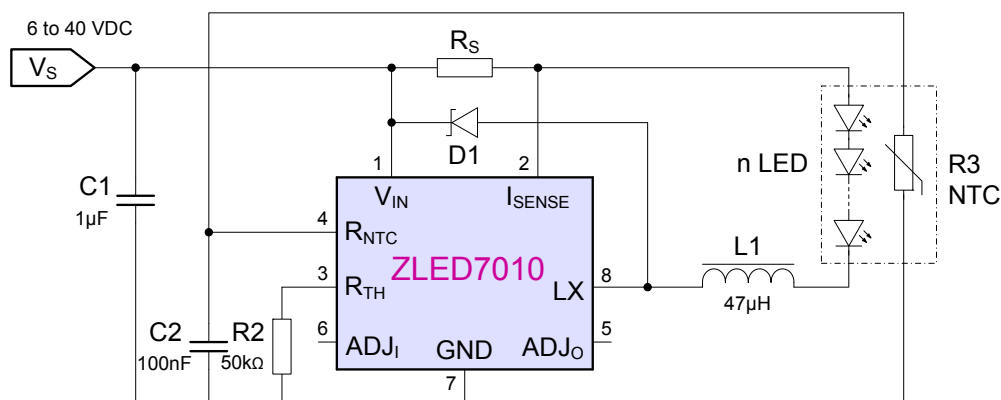 6 to 40 VDC
VS
RS
D1
1
2
n LED
R3
NTC
C1
1µF
VIN
ISENSE
4
RNTC
ZLED7010
L1
47µH
3
RTH
LX
8
6
ADJI
GND
ADJO
5
C2
100nF
R2
50kΩ
7